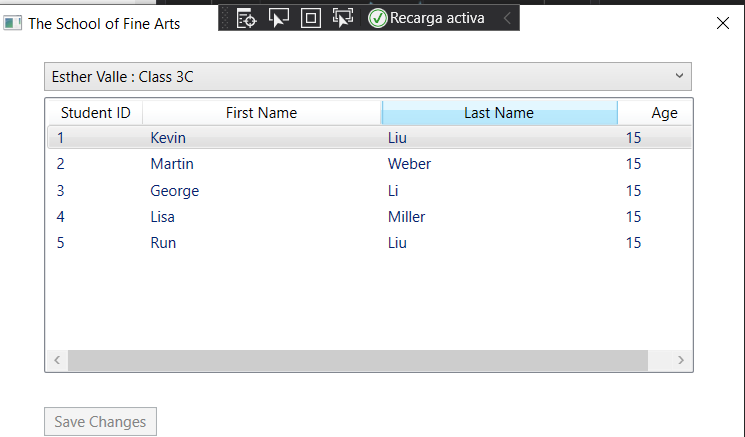 The School of Fine Arts
Recarga activa
Esther Valle : Class 3C
Student ID First Name Last Name Age
1 Kevin Liu 15
2 Martin Weber 15
3 George Li 15
4 Lisa Miller 15
5 Run Liu 15
Save Changes